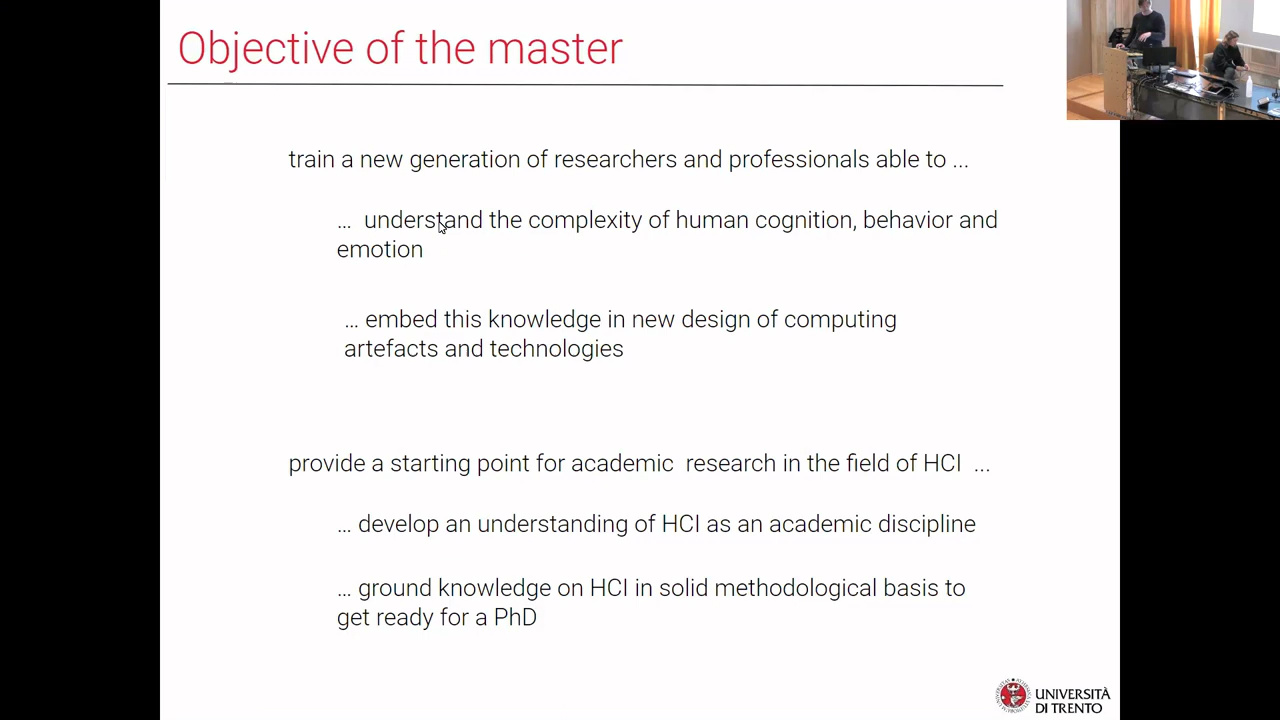 Objective of the master
train a new generation of researchers and professionals able to ...
... understand the complexity of human cognition, behavior and
emotion
... embed this knowledge in new design of computing
artefacts and technologies
provide a starting point for academic research in the field of HCI ...
... develop an understanding of HCI as an academic discipline
... ground knowledge on HCI in solid methodological basis to
get ready for a PhD
UNIVERSITÀ
DI TRENTO